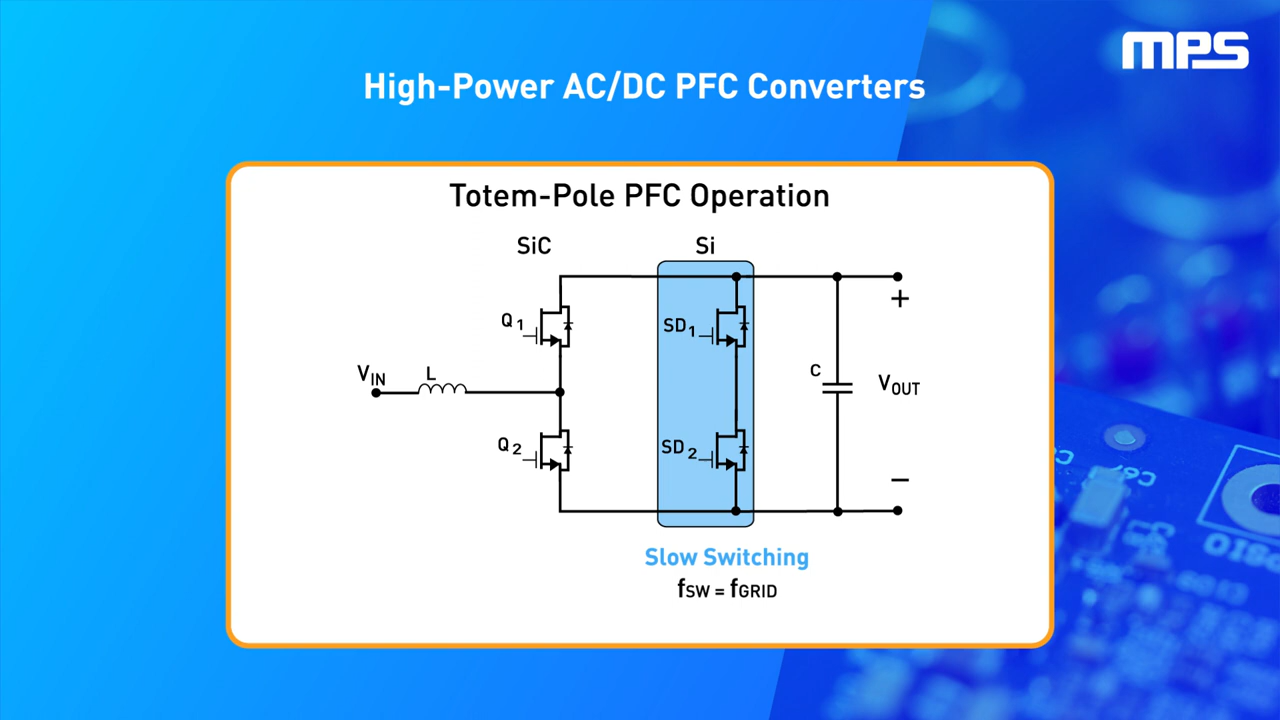 MPS
High-Power AC/DC PFC Converters
Totem-Pole PFC Operation
SiC
Si
Q1
SD1
+
VIN
L
C
VOUT
Q2
SD2
−
Slow Switching
fSW = fGRID